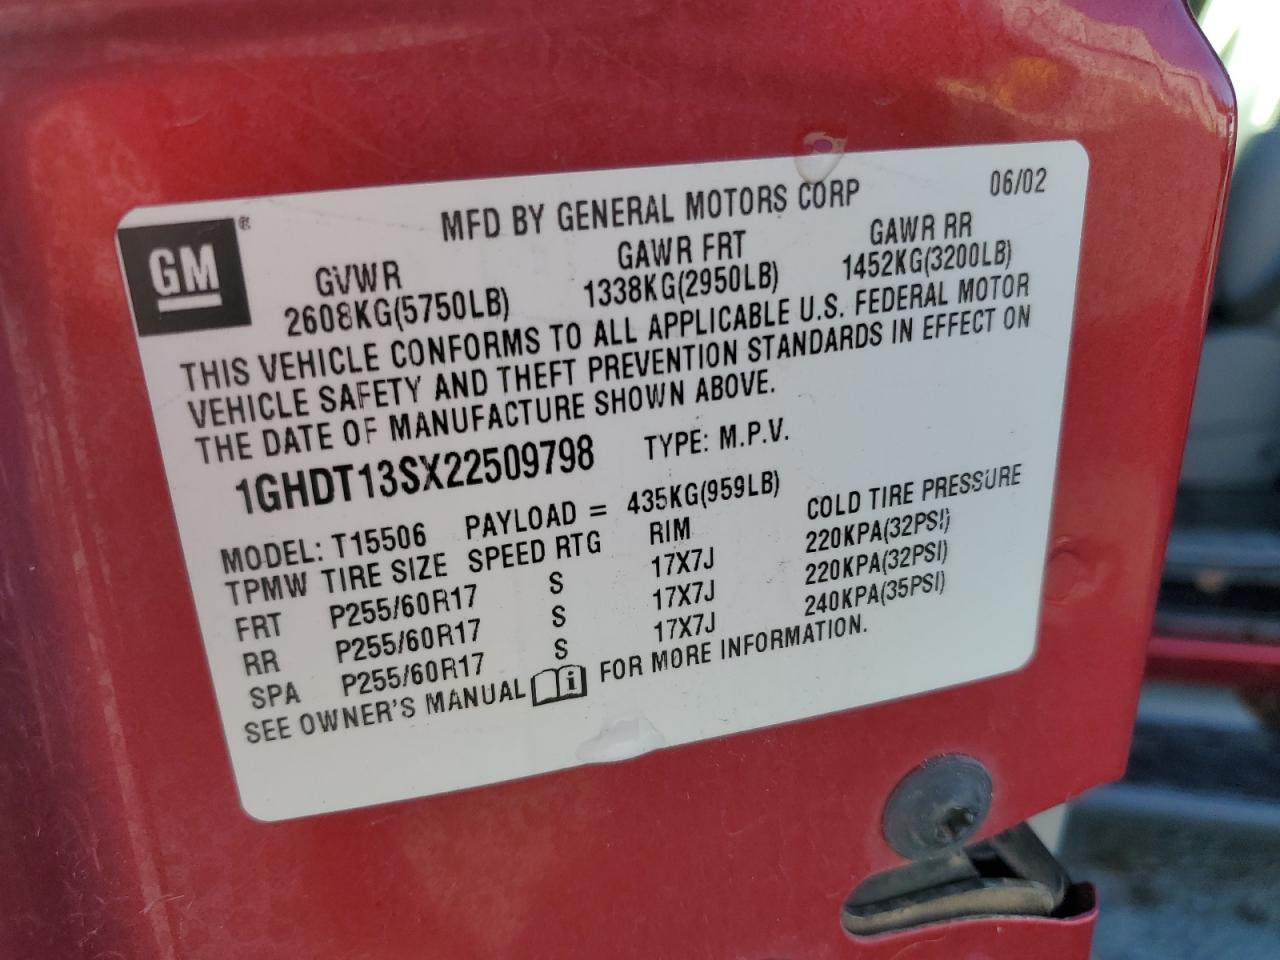 GM ®
MFD BY GENERAL MOTORS CORP 06/02
GVWR GAWR FRT GAWR RR
2608KG(5750LB) 1338KG(2950LB) 1452KG(3200LB)
THIS VEHICLE CONFORMS TO ALL APPLICABLE U.S. FEDERAL MOTOR
VEHICLE SAFETY AND THEFT PREVENTION STANDARDS IN EFFECT ON
THE DATE OF MANUFACTURE SHOWN ABOVE.
1GHDT13SX22509798 TYPE: M.P.V.
MODEL: T15506 PAYLOAD = 435KG(959LB)
TPMW TIRE SIZE SPEED RTG RIM COLD TIRE PRESSURE
FRT P255/60R17 S 17X7J 220KPA(32PSI)
RR P255/60R17 S 17X7J 220KPA(32PSI)
SPA P255/60R17 S 17X7J 240KPA(35PSI)
SEE OWNER'S MANUAL i FOR MORE INFORMATION.